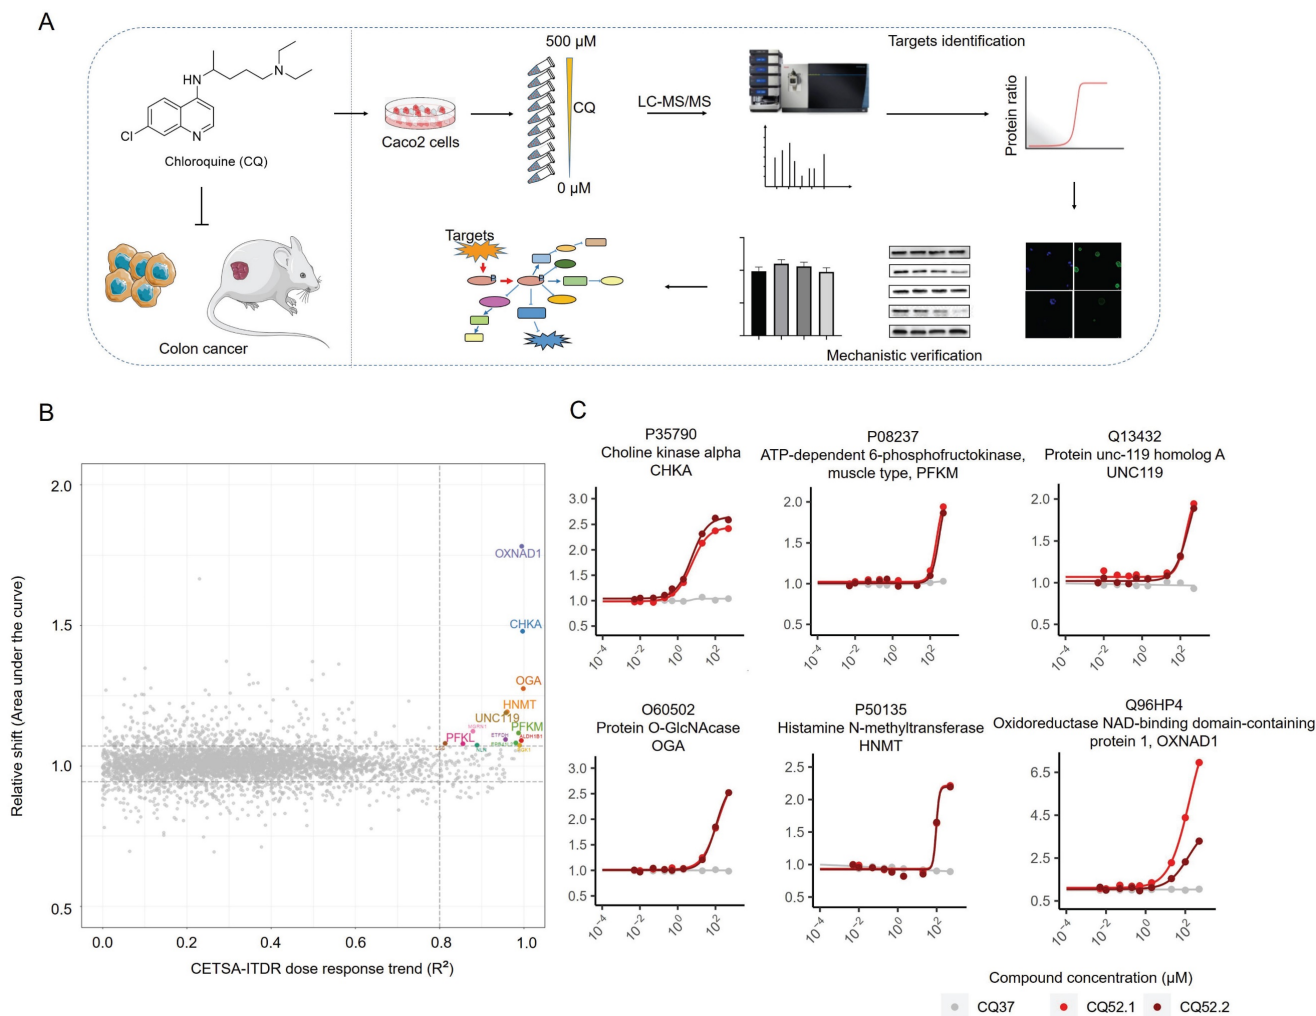 A
500 µM
Targets identification
HN
N
Cl
N
Chloroquine (CQ)
Caco2 cells
CQ
0 µM
LC-MS/MS
Protein ratio
Targets
Colon cancer
Mechanistic verification
B
Relative shift (Area under the curve)
2.0
1.5
1.0
0.5
OXNAD1
CHKA
OGA
HNMT
UNC119
PFKM
PFKL
ETFDH
ALDH1B1
0.0
0.2
0.4
0.6
0.8
1.0
CETSA-ITDR dose response trend (R²)
C
P35790
Choline kinase alpha
CHKA
3.0
2.5
2.0
1.5
1.0
0.5
10⁻⁴
10⁻²
10⁰
10²
P08237
ATP-dependent 6-phosphofructokinase,
muscle type, PFKM
2.0
1.5
1.0
0.5
10⁻⁴
10⁻²
10⁰
10²
Q13432
Protein unc-119 homolog A
UNC119
2.0
1.5
1.0
0.5
10⁻⁴
10⁻²
10⁰
10²
O60502
Protein O-GlcNAcase
OGA
3.0
2.5
2.0
1.5
1.0
0.5
10⁻⁴
10⁻²
10⁰
10²
P50135
Histamine N-methyltransferase
HNMT
2.5
2.0
1.5
1.0
0.5
10⁻⁴
10⁻²
10⁰
10²
Q96HP4
Oxidoreductase NAD-binding domain-containing
protein 1, OXNAD1
6.5
4.5
2.5
0.5
10⁻⁴
10⁻²
10⁰
10²
Compound concentration (µM)
CQ37
CQ52.1
CQ52.2